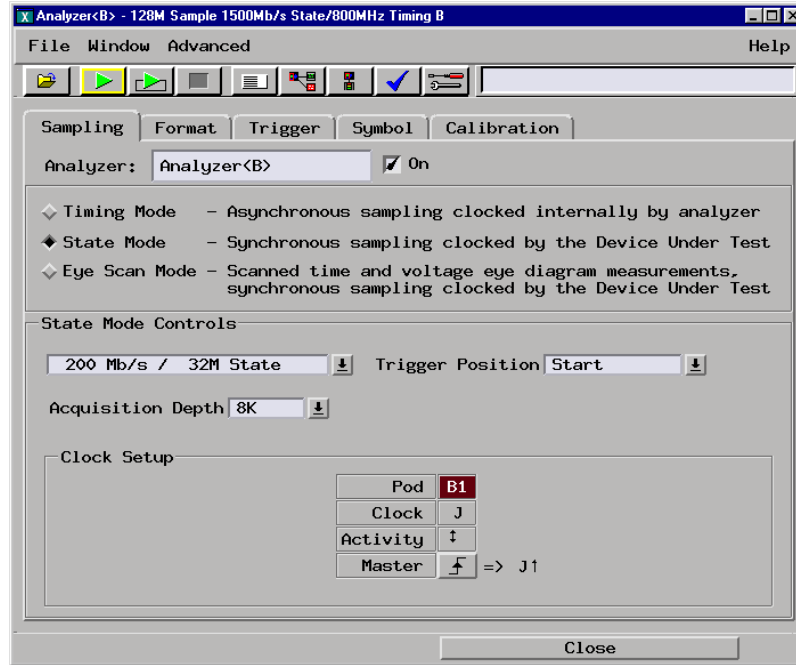 Analyzer<B> - 128M Sample 1500Mb/s State/800MHz Timing B
File Window Advanced Help
Sampling Format Trigger Symbol Calibration
Analyzer: Analyzer<B> On
Timing Mode - Asynchronous sampling clocked internally by analyzer
State Mode - Synchronous sampling clocked by the Device Under Test
Eye Scan Mode - Scanned time and voltage eye diagram measurements,
synchronous sampling clocked by the Device Under Test
State Mode Controls
200 Mb/s / 32M State Trigger Position Start
Acquisition Depth 8K
Clock Setup
Pod B1
Clock J
Activity ↕
Master => J↑
Close